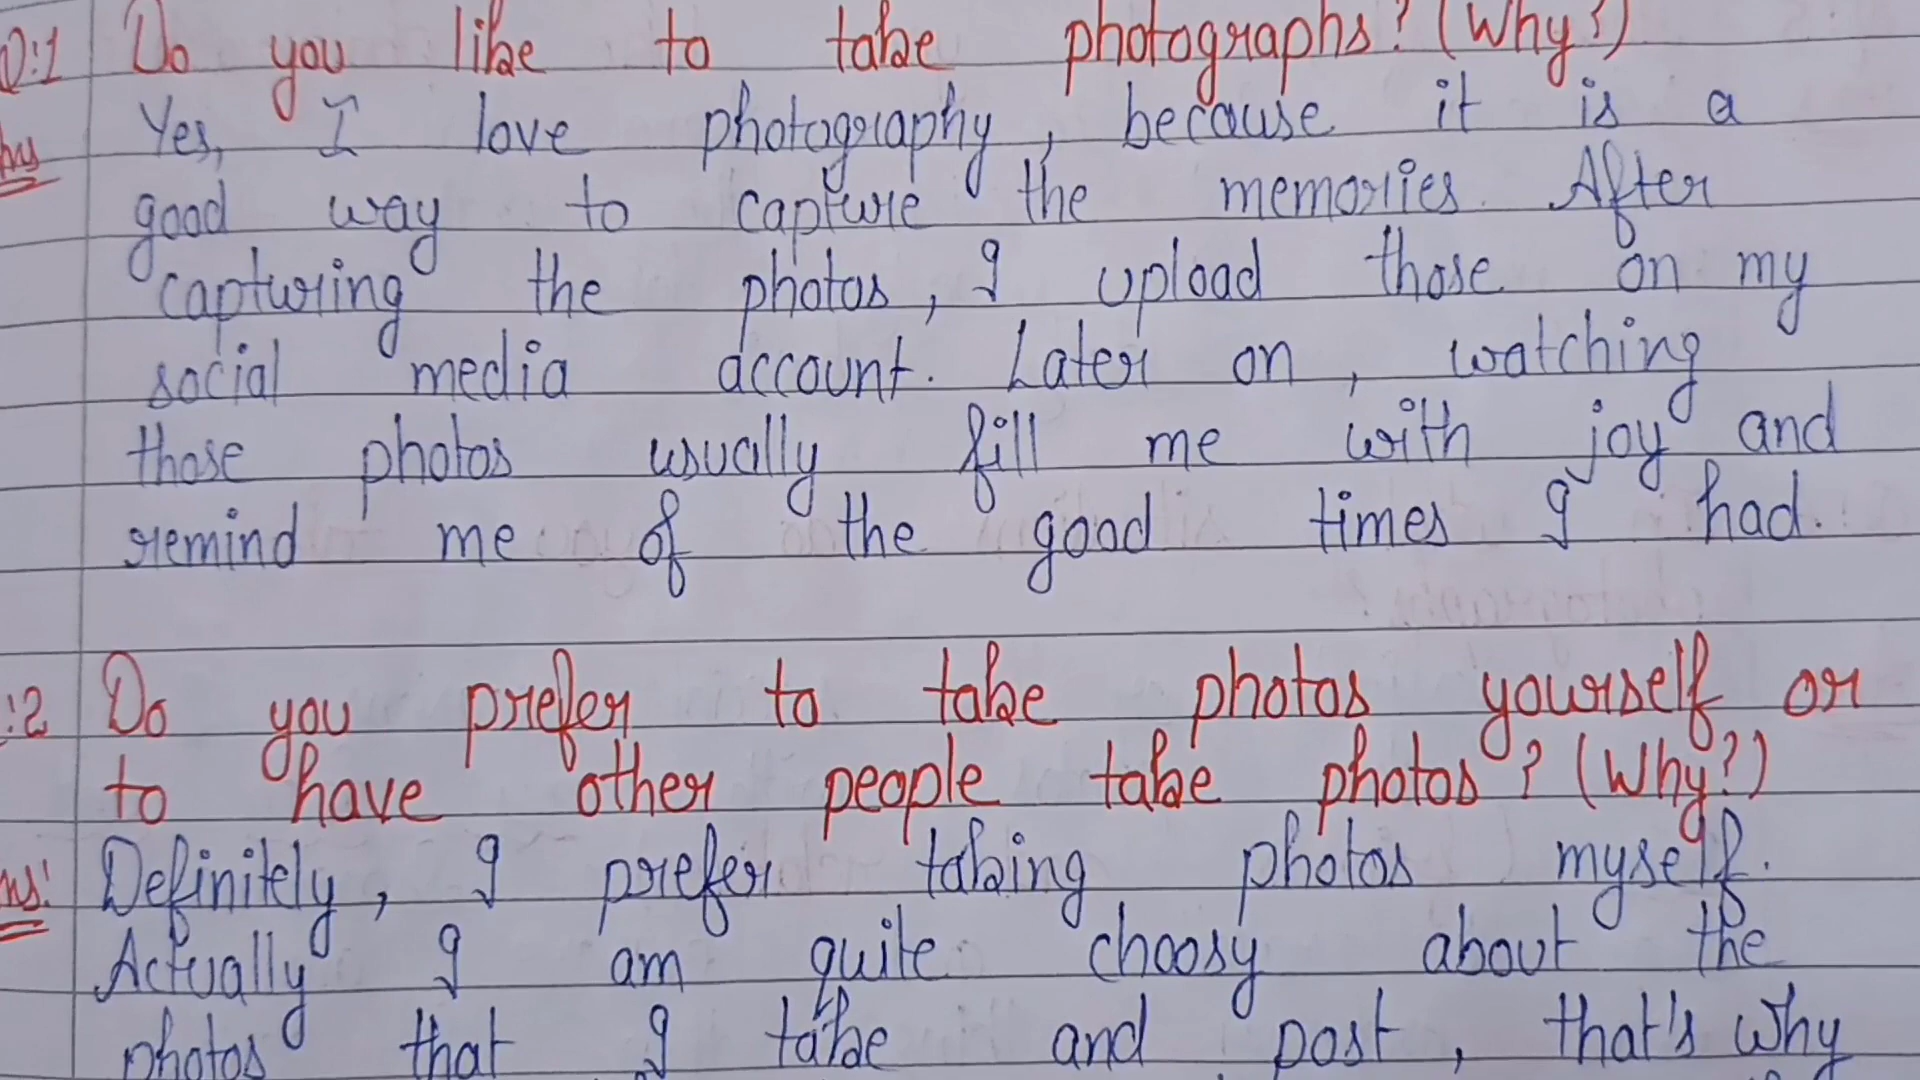 Q:1 Do you like to take photographs? (Why?)
Ans Yes, I love photography, because it is a
good way to capture the memories. After
capturing the photos, I upload those on my
social media account. Later on, watching
those photos usually fill me with joy and
remind me of the good times I had.
:2 Do you prefer to take photos yourself or
to have other people take photos? (Why?)
Ans: Definitely, I prefer taking photos myself.
Actually I am quite choosy about the
photos that I take and post, that's why